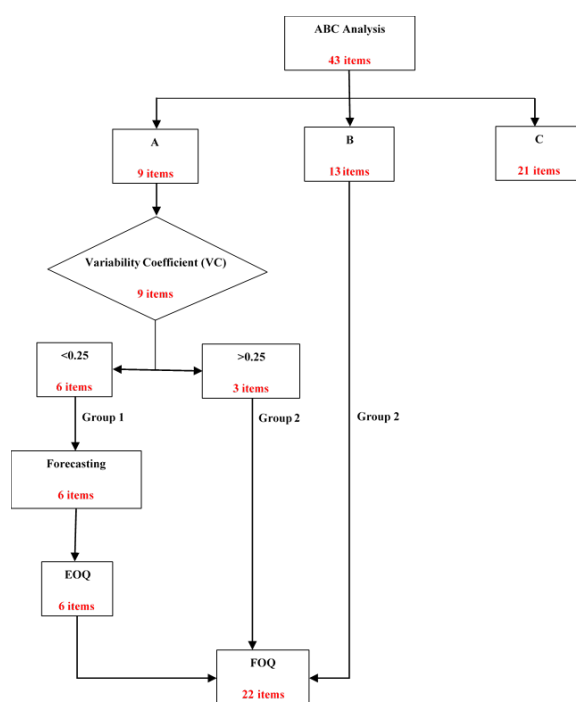 ABC Analysis
43 items
A
9 items
B
13 items
C
21 items
Variability Coefficient (VC)
9 items
<0.25
6 items
>0.25
3 items
Group 1
Group 2
Group 2
Forecasting
6 items
EOQ
6 items
FOQ
22 items